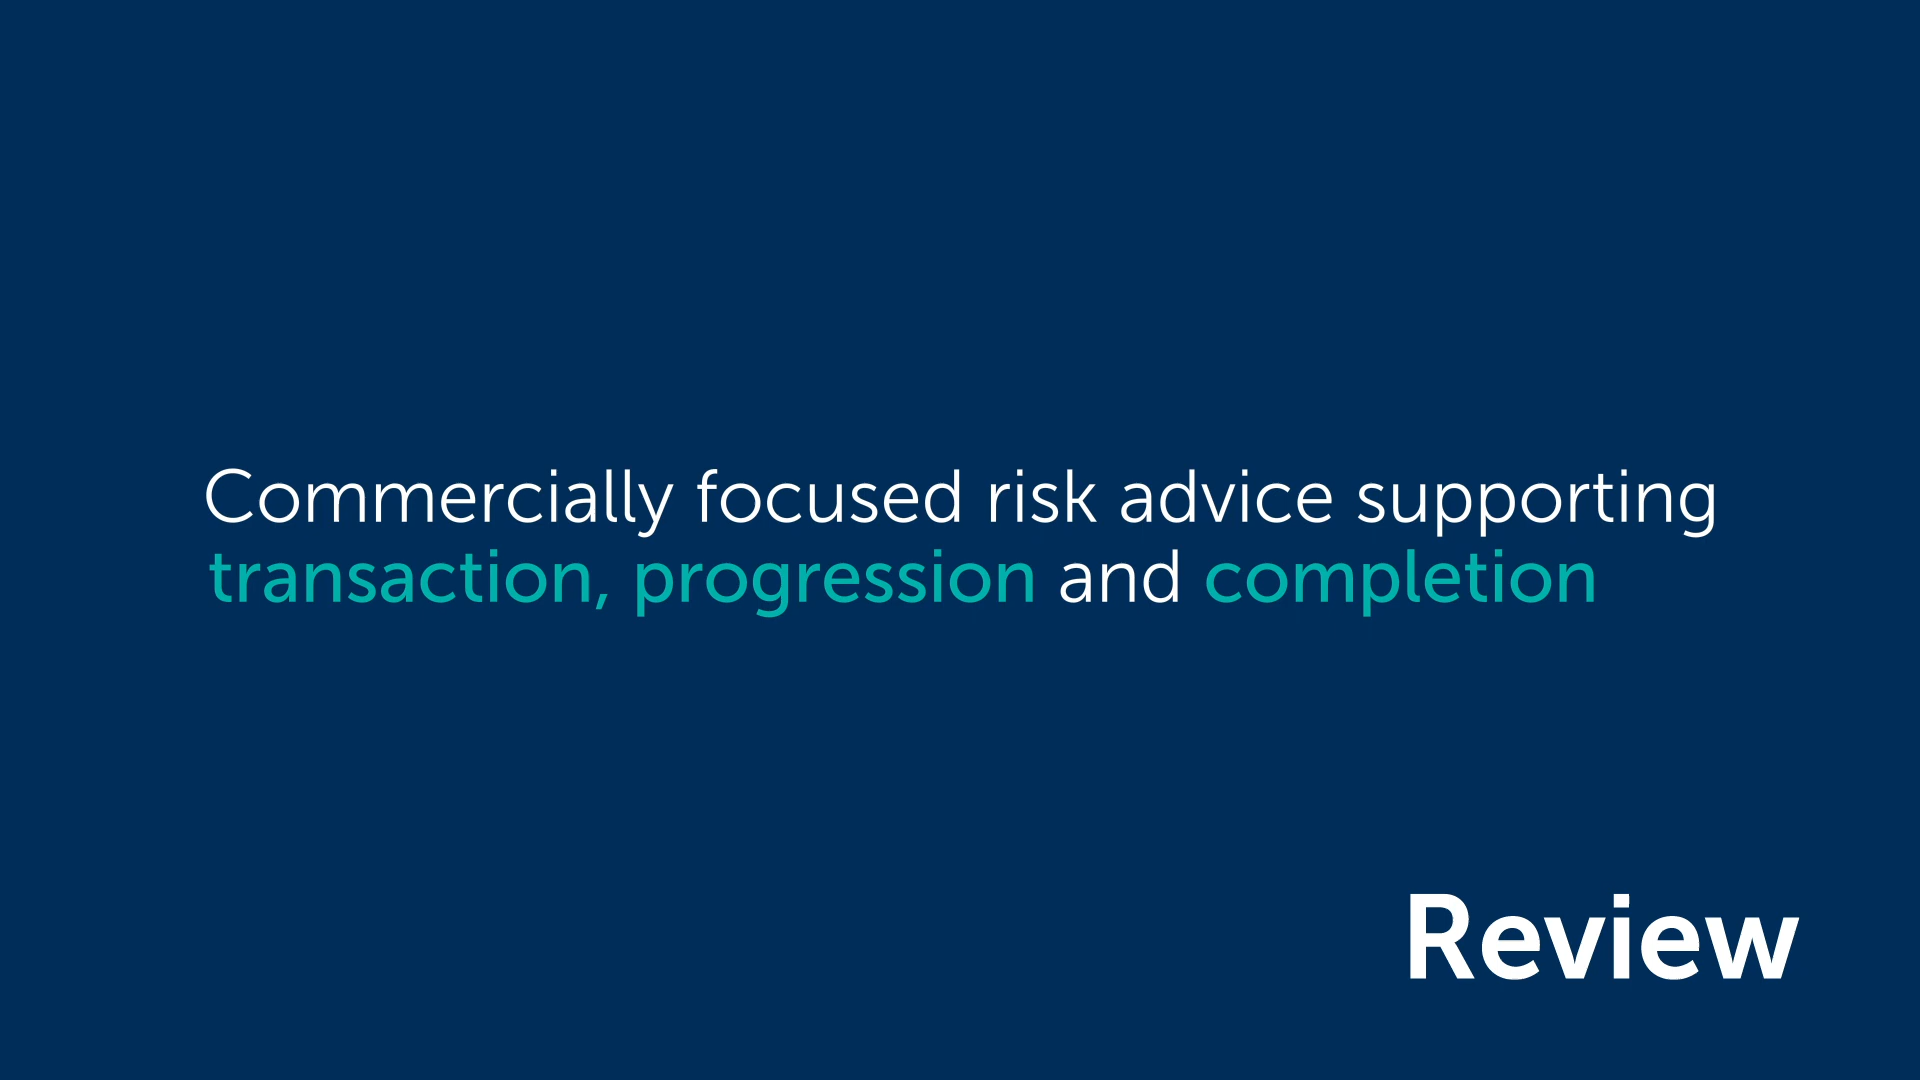 Commercially focused risk advice supporting
transaction, progression and completion
Review